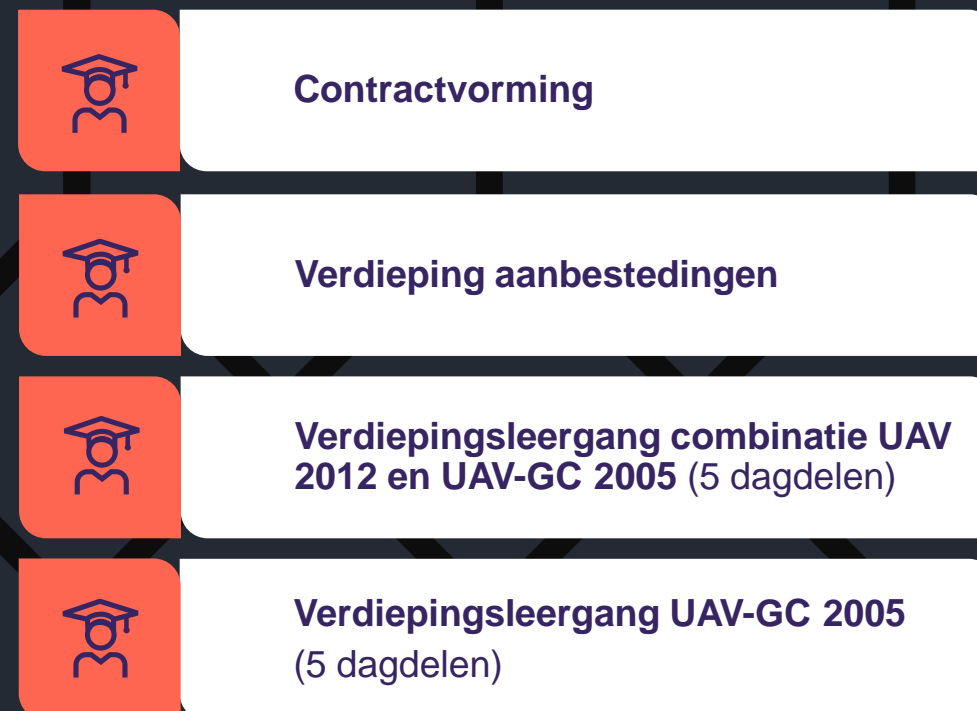 Contractvorming
Verdieping aanbestedingen
Verdiepingsleergang combinatie UAV
2012 en UAV-GC 2005 (5 dagdelen)
Verdiepingsleergang UAV-GC 2005
(5 dagdelen)